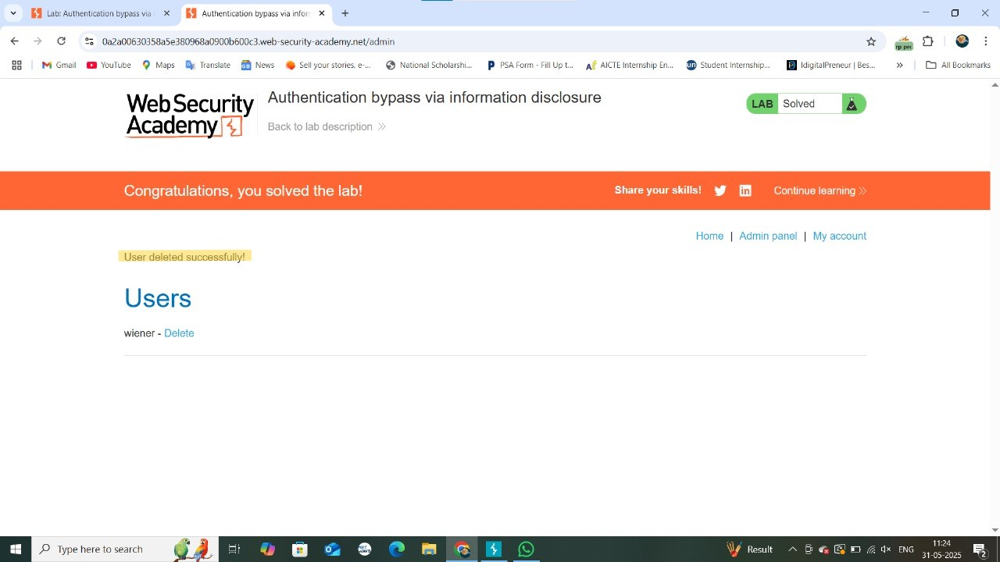 Lab: Authentication bypass via
Authentication bypass via infor
0a2a00630358a5e380968a0900b600c3.web-security-academy.net/admin
rp prc
Gmail
YouTube
Maps
Translate
News
Sell your stories, e-...
National Scholarshi...
PSA Form - Fill Up t...
AICTE Internship En...
Student Internship...
IdigitalPreneur | Bes...
All Bookmarks
Web Security
Academy
Authentication bypass via information disclosure
Back to lab description
LAB Solved
Congratulations, you solved the lab!
Share your skills!
Continue learning
Home | Admin panel | My account
User deleted successfully!
Users
wiener - Delete
Type here to search
Result
ENG
11:24
31-05-2025
2